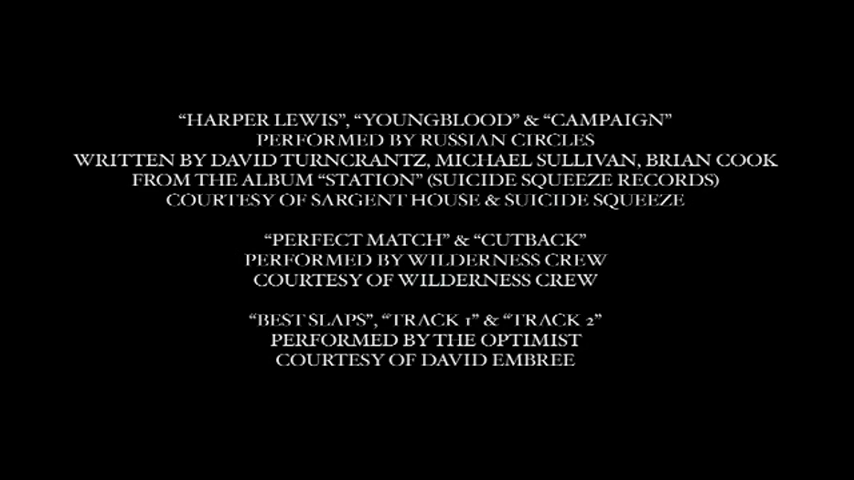 “HARPER LEWIS”, “YOUNGBLOOD” & “CAMPAIGN”
PERFORMED BY RUSSIAN CIRCLES
WRITTEN BY DAVID TURNCRANTZ, MICHAEL SULLIVAN, BRIAN COOK
FROM THE ALBUM “STATION” (SUICIDE SQUEEZE RECORDS)
COURTESY OF SARGENT HOUSE & SUICIDE SQUEEZE
“PERFECT MATCH” & “CUTBACK”
PERFORMED BY WILDERNESS CREW
COURTESY OF WILDERNESS CREW
“BEST SLAPS”, “TRACK 1” & “TRACK 2”
PERFORMED BY THE OPTIMIST
COURTESY OF DAVID EMBREE